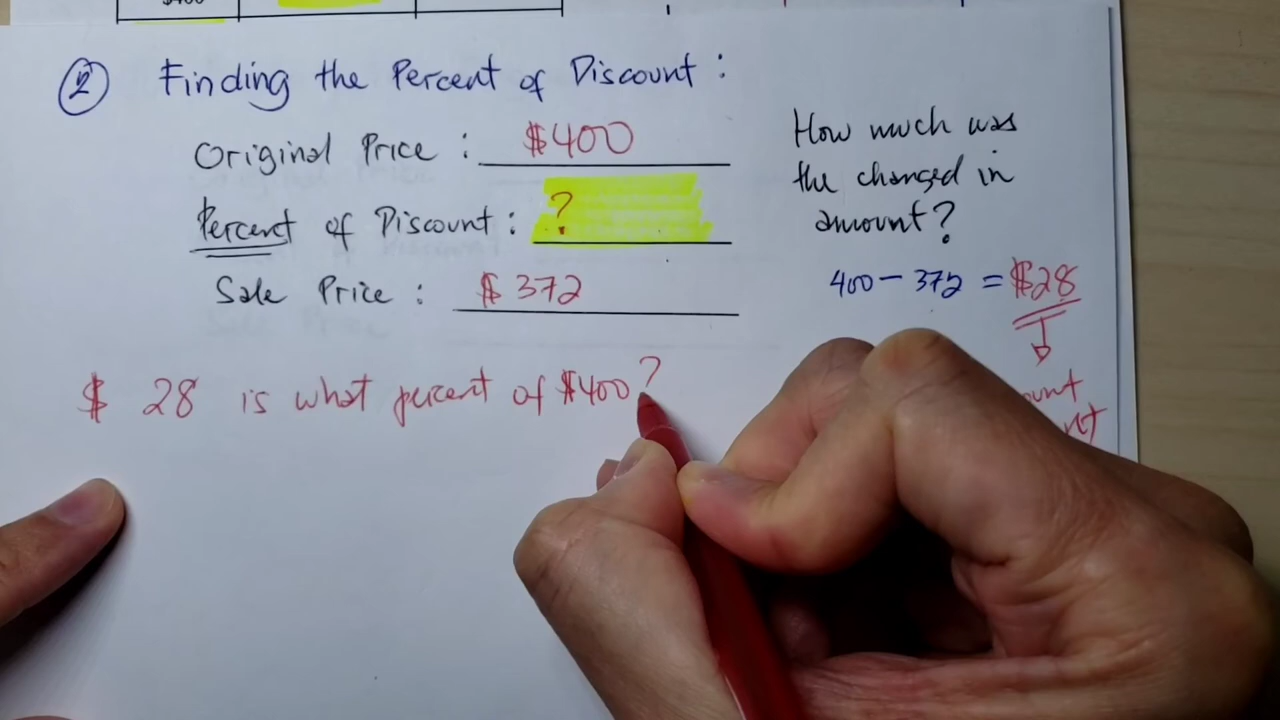 $400
② Finding the Percent of Discount :
Original Price : $400
Percent of Discount : ?
Sale Price : $ 372
How much was
the changed in
amount?
400 - 372 = $28
$ 28 is what percent of $400?